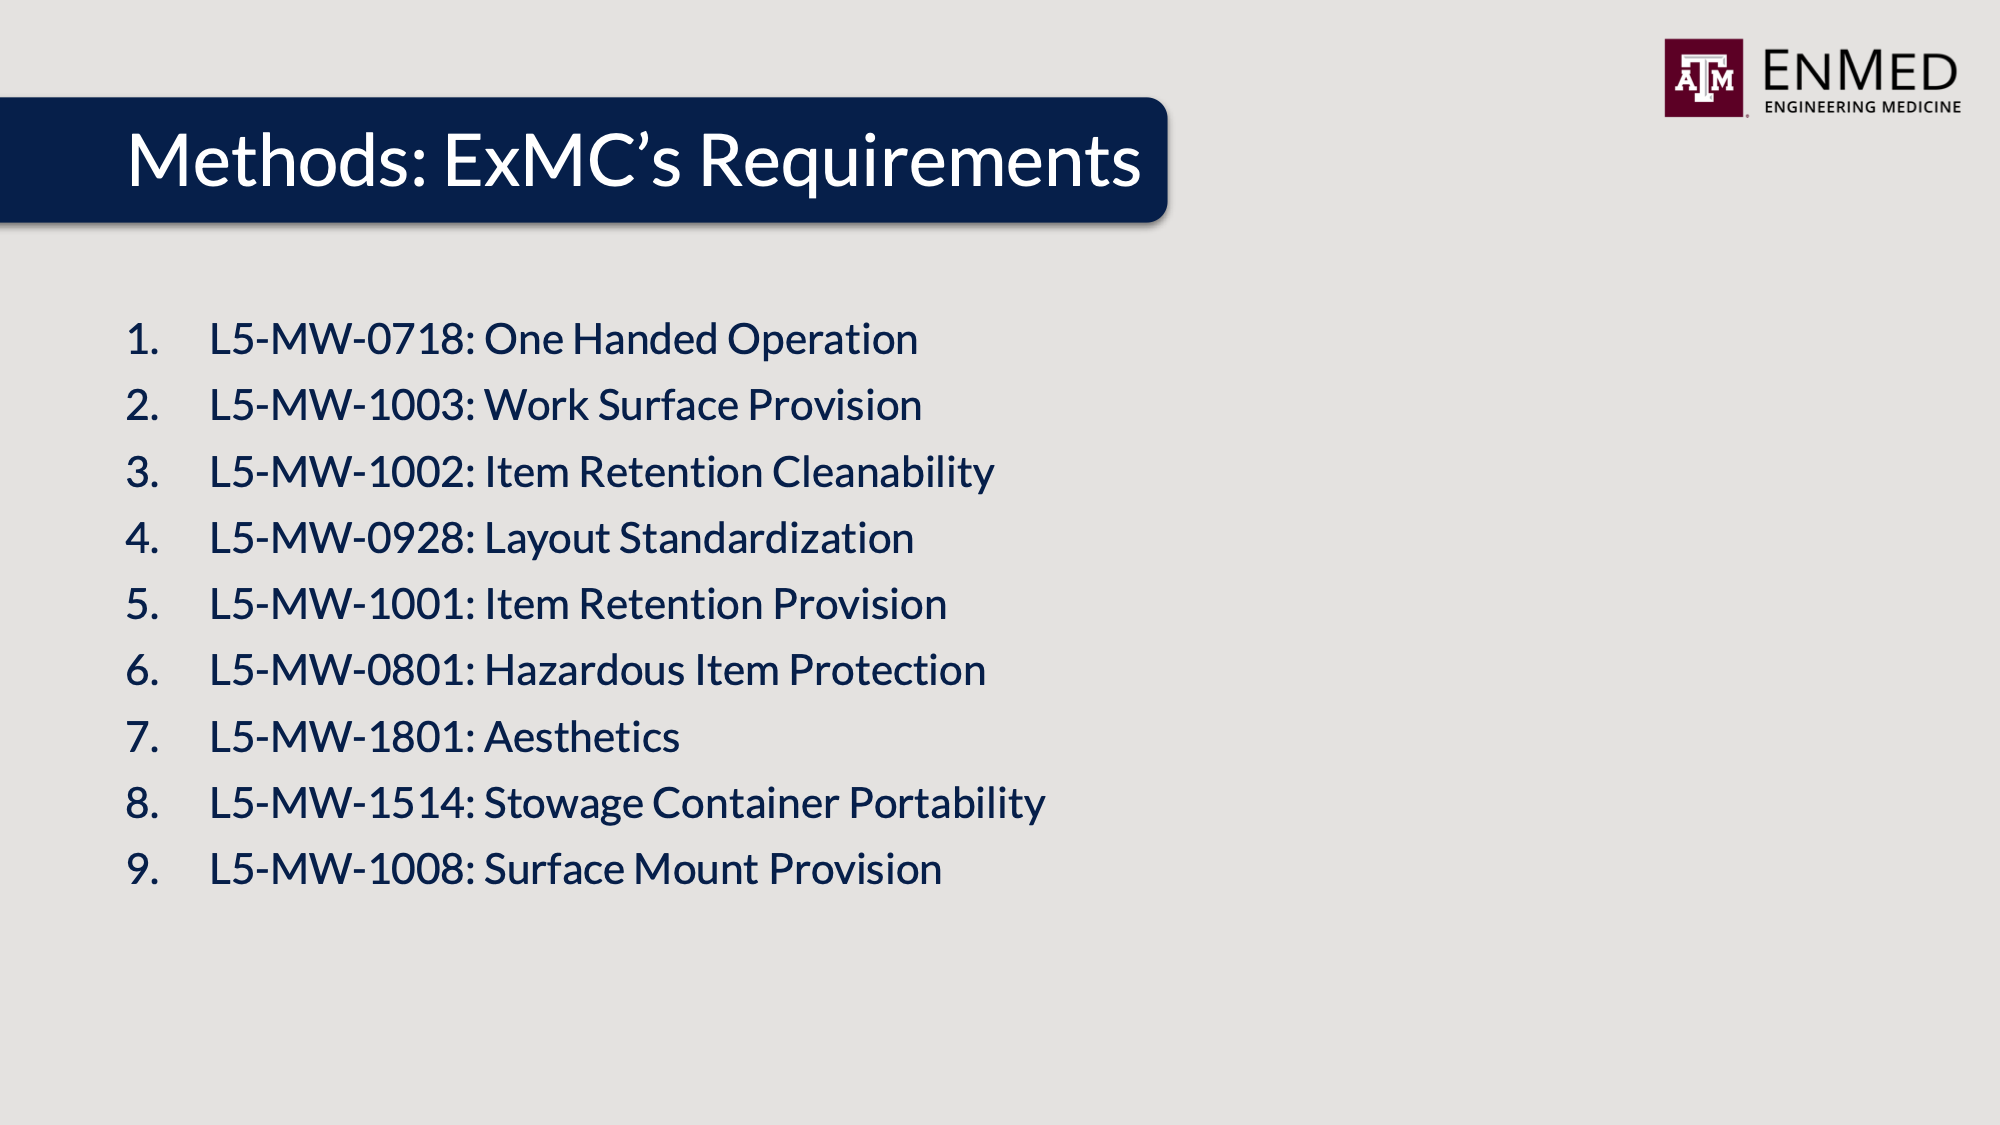 ATM ENMED
ENGINEERING MEDICINE
Methods: ExMC’s Requirements
1. L5-MW-0718: One Handed Operation
2. L5-MW-1003: Work Surface Provision
3. L5-MW-1002: Item Retention Cleanability
4. L5-MW-0928: Layout Standardization
5. L5-MW-1001: Item Retention Provision
6. L5-MW-0801: Hazardous Item Protection
7. L5-MW-1801: Aesthetics
8. L5-MW-1514: Stowage Container Portability
9. L5-MW-1008: Surface Mount Provision